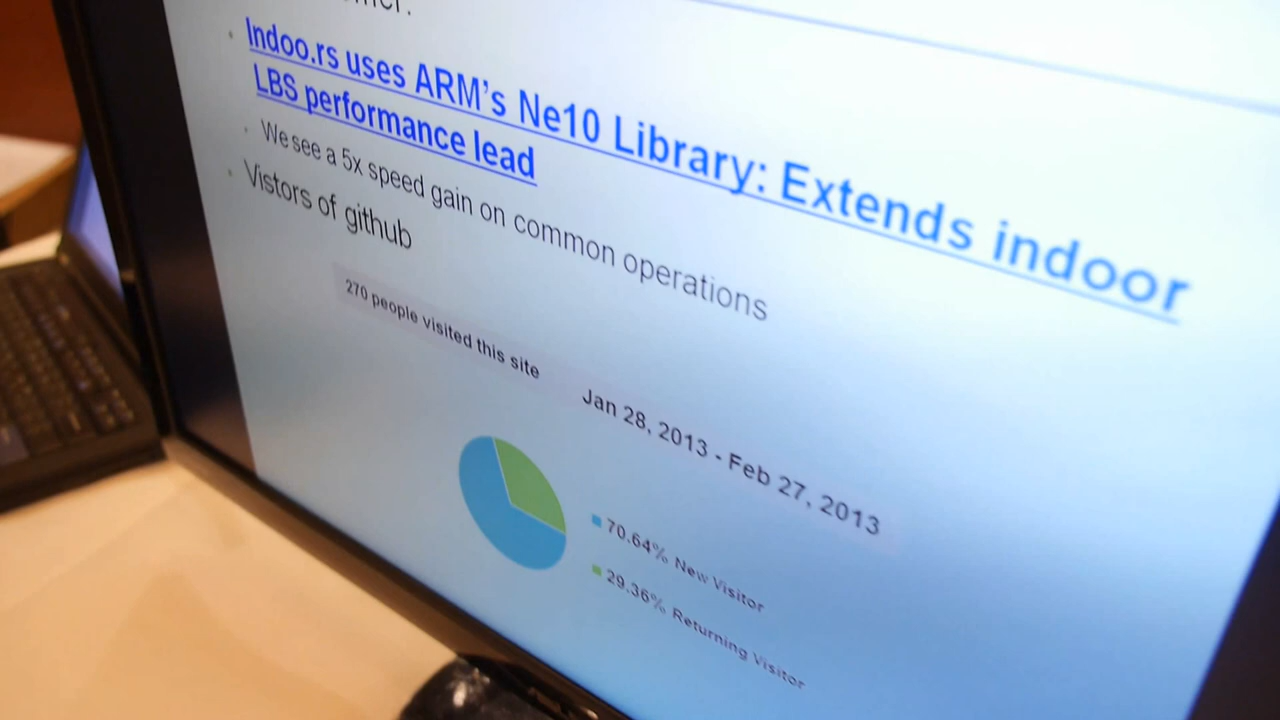 Indoo.rs uses ARM's Ne10 Library: Extends indoor
LBS performance lead
We see a 5x speed gain on common operations
Vistors of github
270 people visited this site
Jan 28, 2013 - Feb 27, 2013
70.64% New Visitor
29.36% Returning Visitor